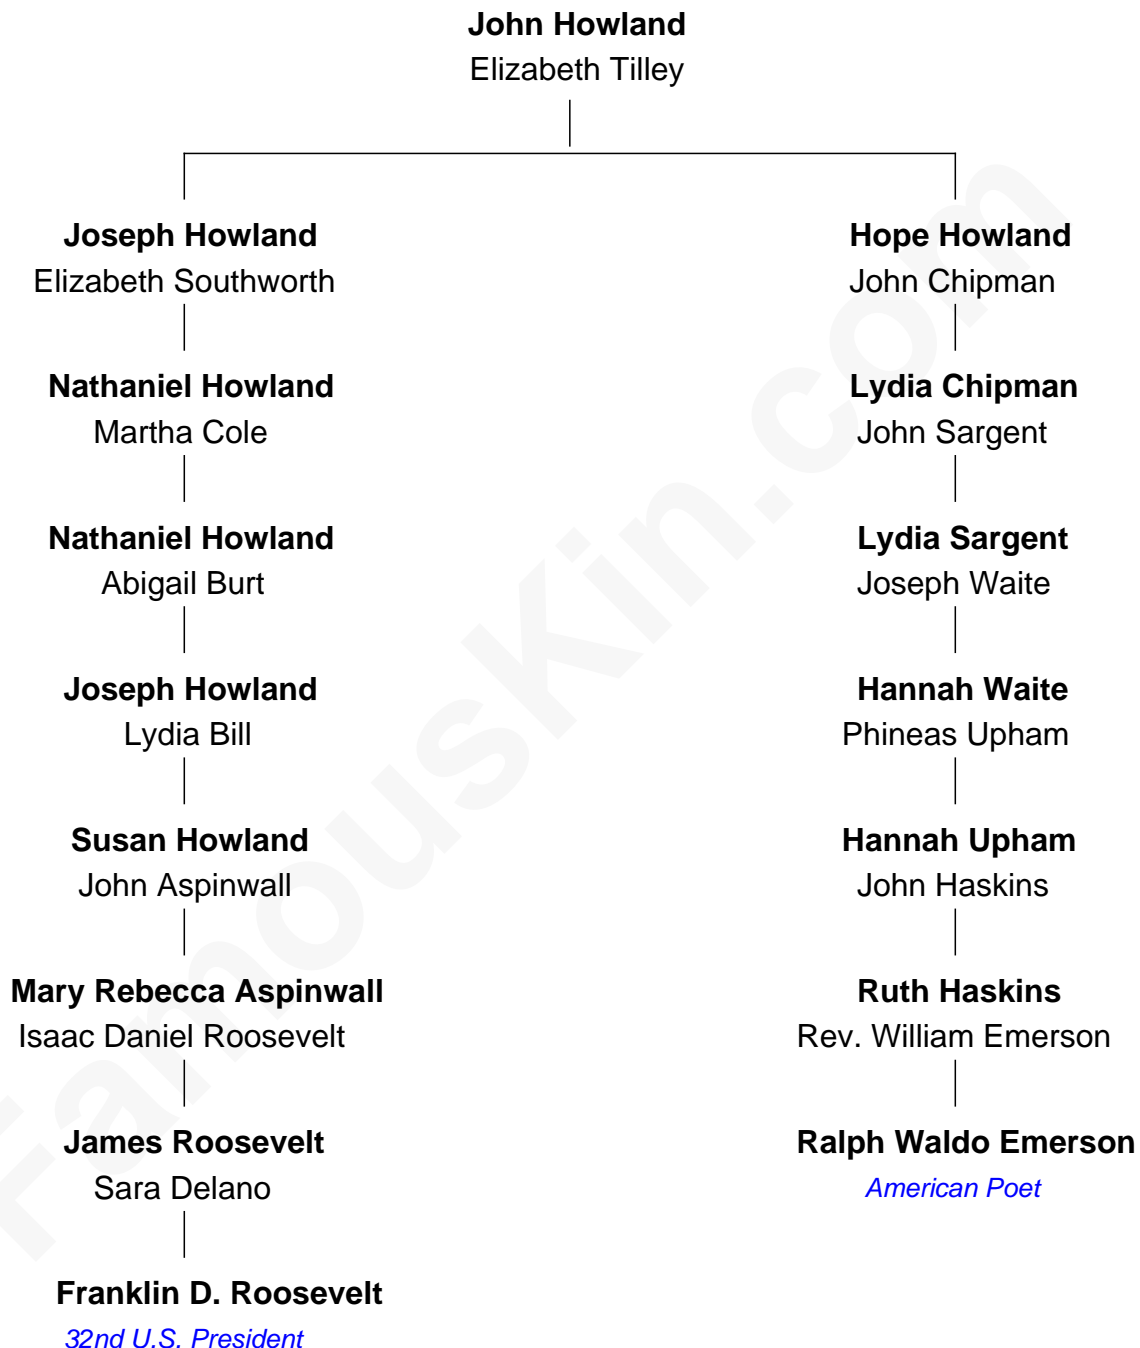 John Howland
Elizabeth Tilley
Joseph Howland
Elizabeth Southworth
Nathaniel Howland
Martha Cole
Nathaniel Howland
Abigail Burt
Joseph Howland
Lydia Bill
Susan Howland
John Aspinwall
Mary Rebecca Aspinwall
Isaac Daniel Roosevelt
James Roosevelt
Sara Delano
Franklin D. Roosevelt
32nd U.S. President
Hope Howland
John Chipman
Lydia Chipman
John Sargent
Lydia Sargent
Joseph Waite
Hannah Waite
Phineas Upham
Hannah Upham
John Haskins
Ruth Haskins
Rev. William Emerson
Ralph Waldo Emerson
American Poet
FamousKin.com